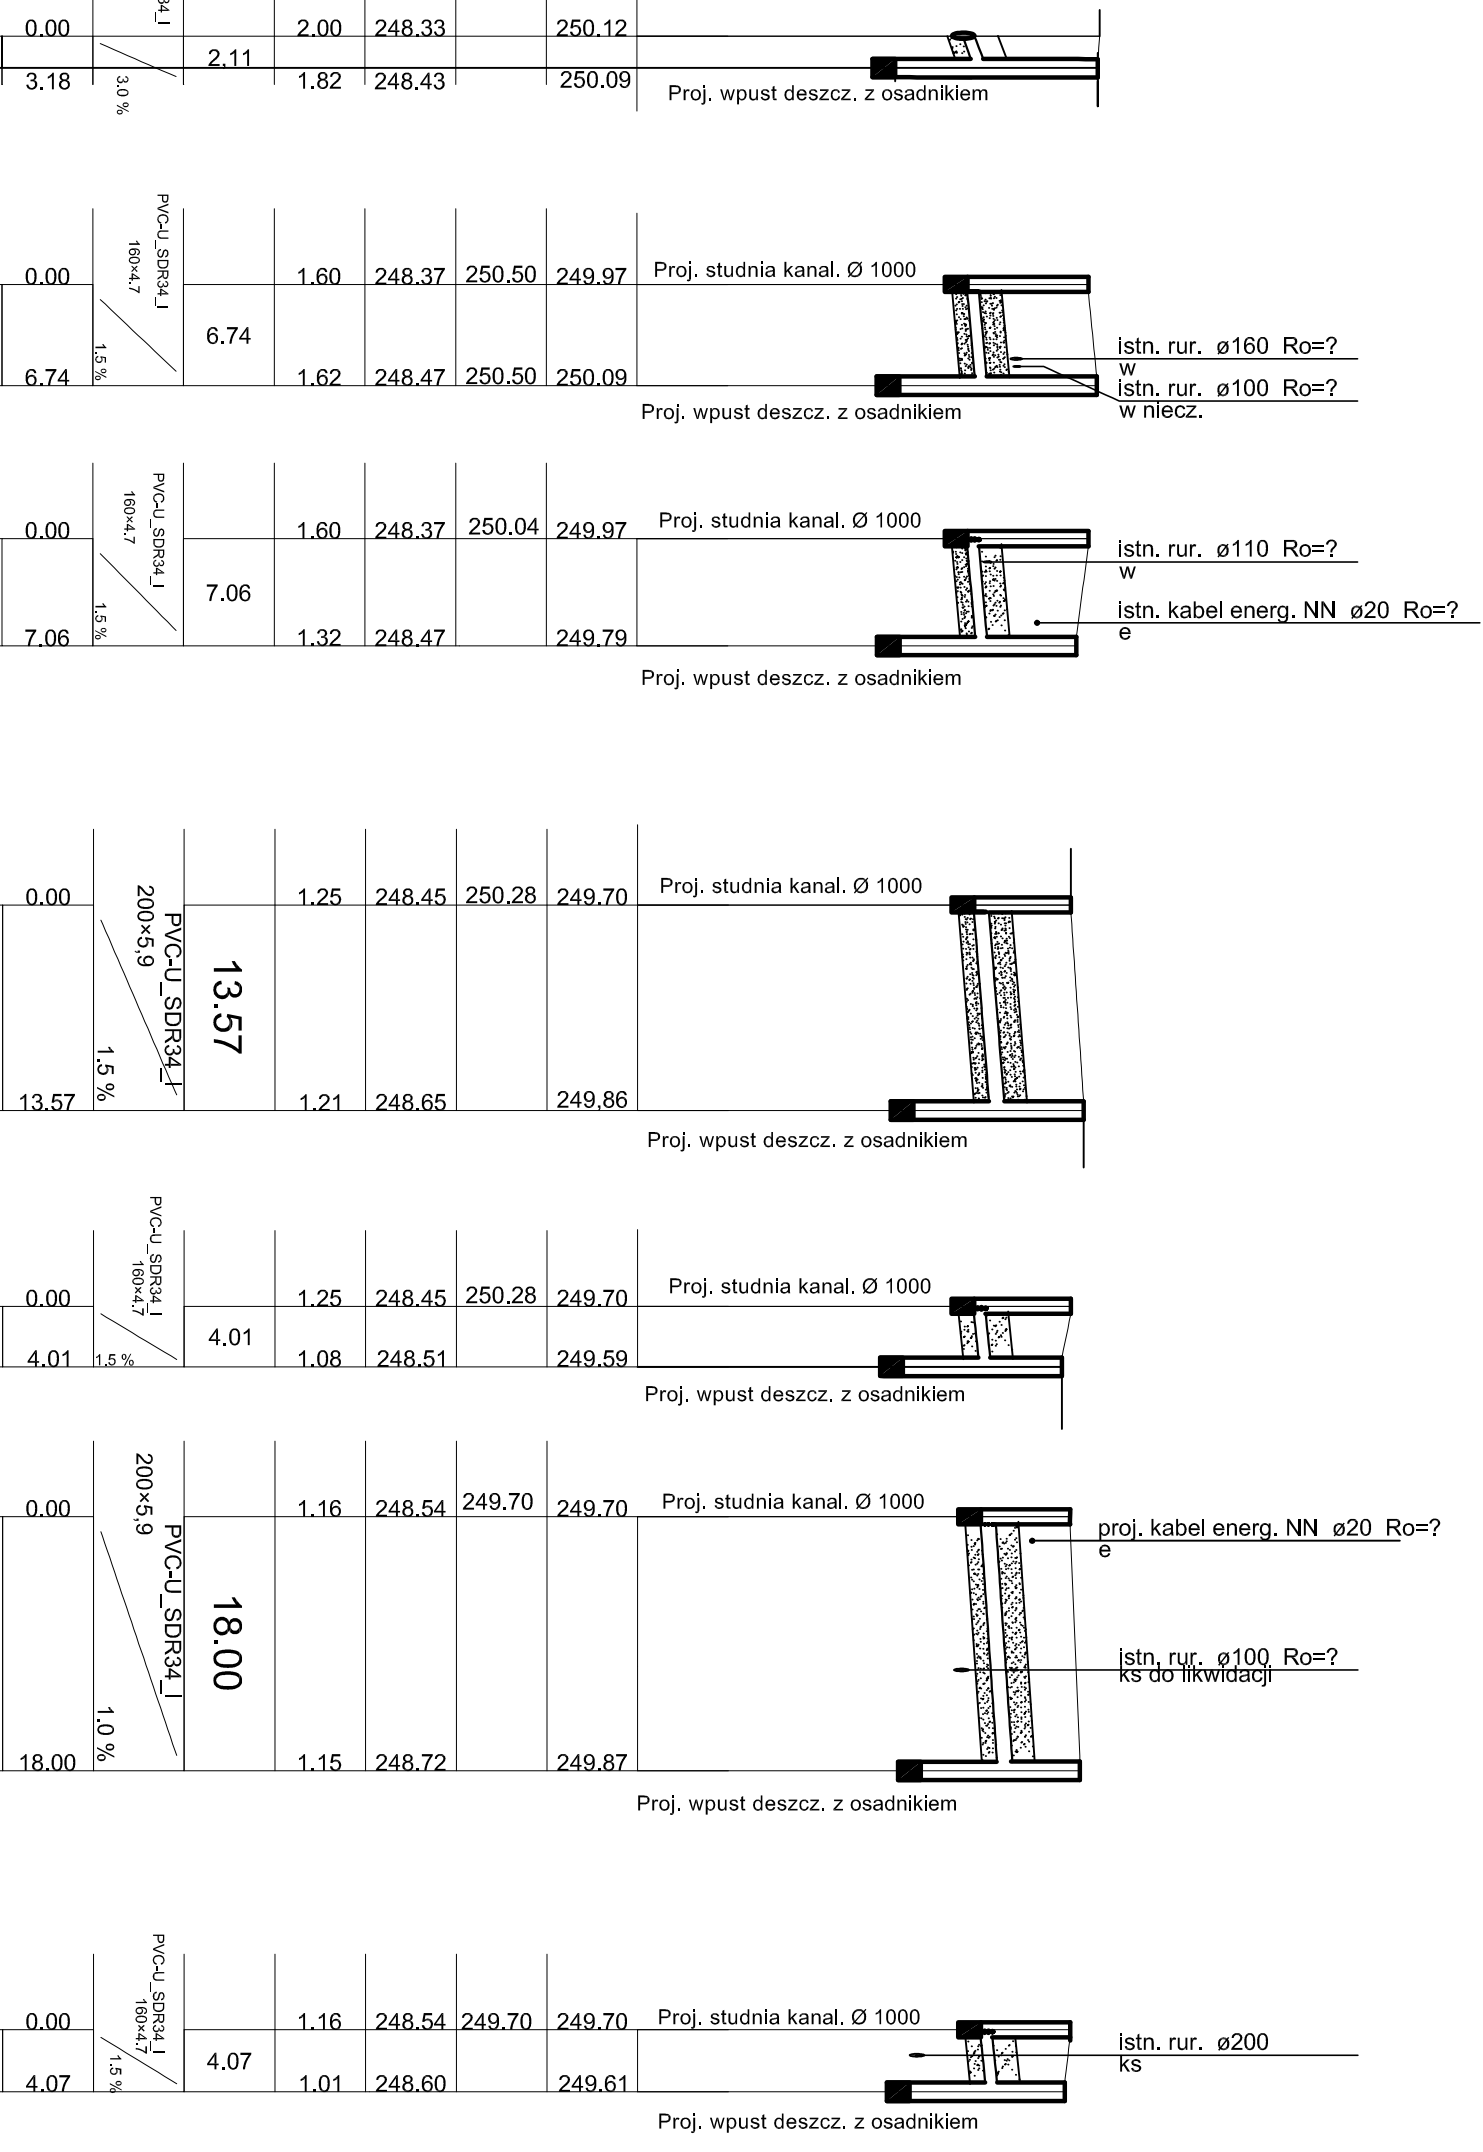 34_I
0.00 2.00 248.33 250.12
2,11
3.18 3.0 % 1.82 248.43 250.09
Proj. wpust deszcz. z osadnikiem
PVC-U_SDR34_I
160×4.7
0.00 1.60 248.37 250.50 249.97 Proj. studnia kanal. Ø 1000
6.74
1.5 %
istn. rur. ø160 Ro=?
w
6.74 1.62 248.47 250.50 250.09
istn. rur. ø100 Ro=?
w niecz.
Proj. wpust deszcz. z osadnikiem
PVC-U_SDR34_I
160×4.7
0.00 1.60 248.37 250.04 249.97 Proj. studnia kanal. Ø 1000
istn. rur. ø110 Ro=?
w
7.06
1.5 %
istn. kabel energ. NN ø20 Ro=?
e
7.06 1.32 248.47 249.79
Proj. wpust deszcz. z osadnikiem
0.00 1.25 248.45 250.28 249.70 Proj. studnia kanal. Ø 1000
PVC-U_SDR34_I
200×5,9
13.57
1.5 %
13.57 1.21 248.65 249,86
Proj. wpust deszcz. z osadnikiem
PVC-U_SDR34_I
160×4.7
0.00 1.25 248.45 250.28 249.70 Proj. studnia kanal. Ø 1000
4.01
4.01 1.5 % 1.08 248.51 249.59
Proj. wpust deszcz. z osadnikiem
200×5,9
0.00 1.16 248.54 249.70 249.70 Proj. studnia kanal. Ø 1000
proj. kabel energ. NN ø20 Ro=?
e
PVC-U_SDR34_I
18.00
istn. rur. ø100 Ro=?
ks do likwidacji
1.0 %
18.00 1.15 248.72 249.87
Proj. wpust deszcz. z osadnikiem
PVC-U_SDR34_I
160×4.7
0.00 1.16 248.54 249.70 249.70 Proj. studnia kanal. Ø 1000
istn. rur. ø200
ks
4.07
1.5 %
4.07 1.01 248.60 249.61
Proj. wpust deszcz. z osadnikiem